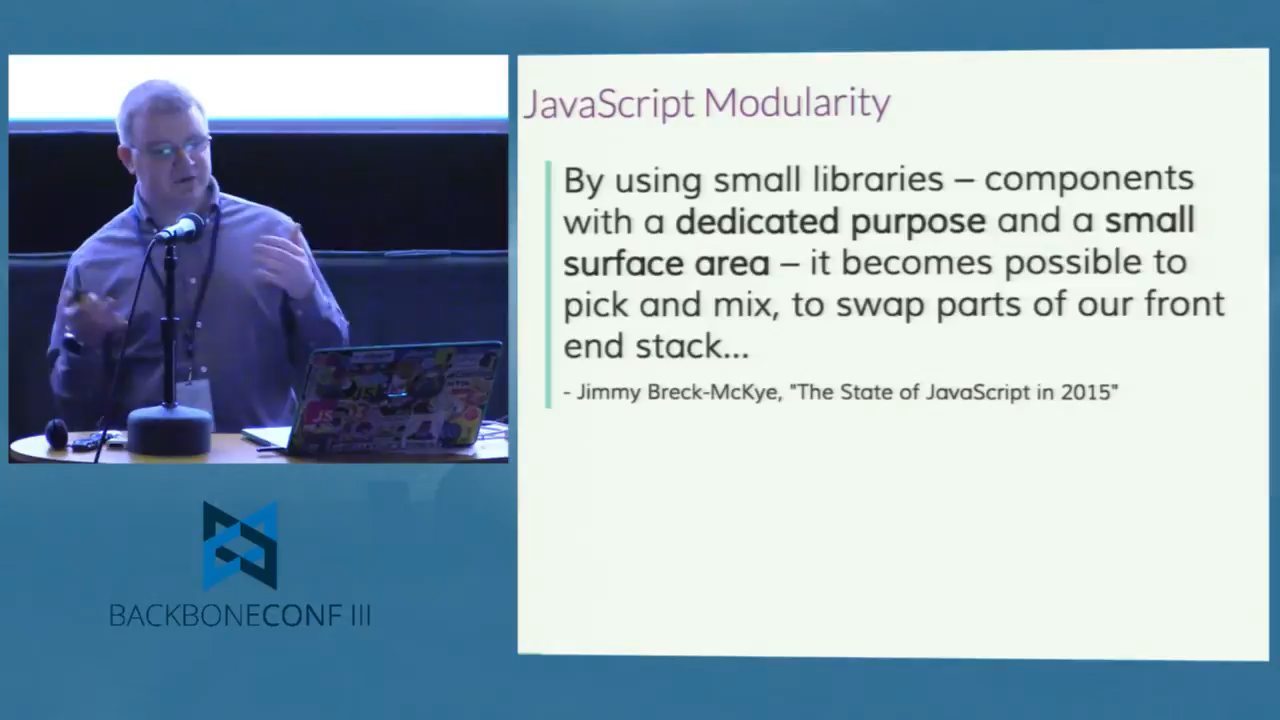 JavaScript Modularity
By using small libraries – components
with a dedicated purpose and a small
surface area – it becomes possible to
pick and mix, to swap parts of our front
end stack...
- Jimmy Breck-McKye, "The State of JavaScript in 2015"
JS
BACKBONECONF III